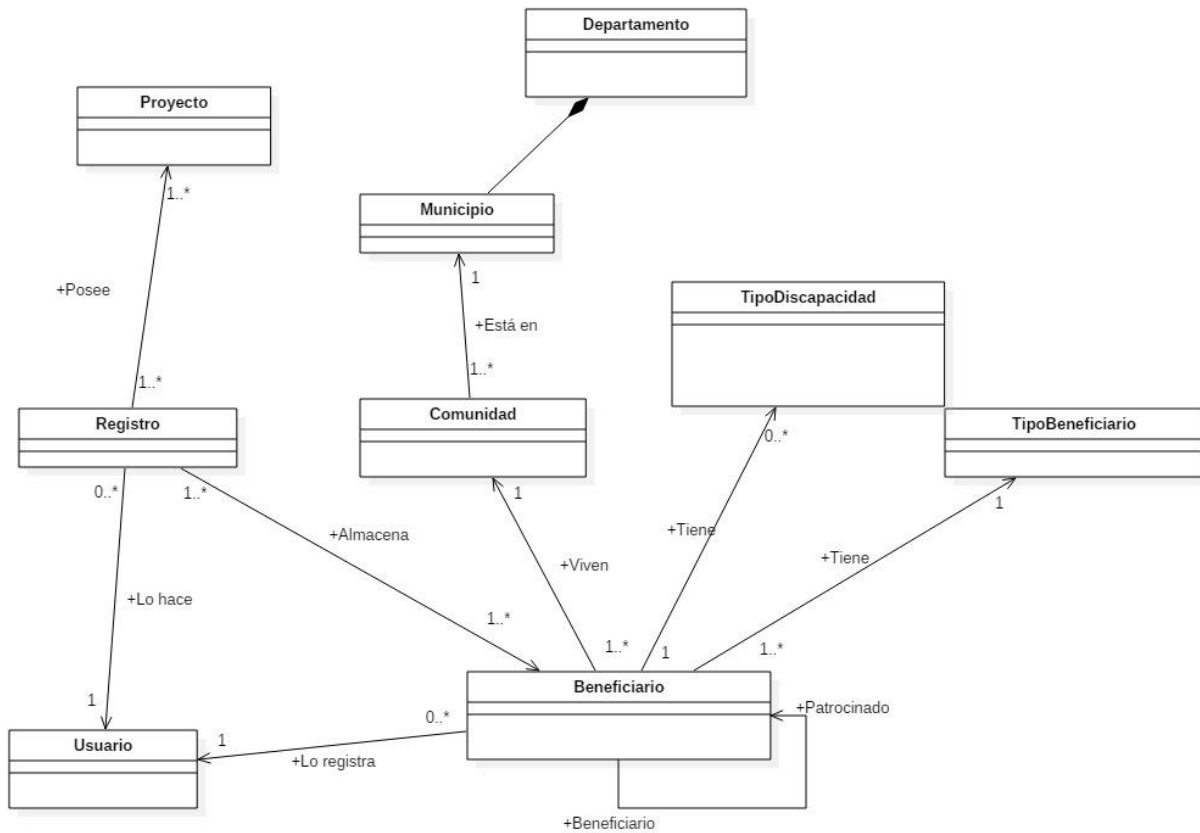 Departamento
Proyecto
1..*
Municipio
1
+Posee
TipoDiscapacidad
+Está en
1..*
1..*
Registro
Comunidad
TipoBeneficiario
0..*
0..*
1..*
1
1
+Almacena
+Tiene
+Tiene
+Viven
+Lo hace
1..*
1..*
1
1..*
Beneficiario
1
+Patrocinado
0..*
Usuario
1
+Lo registra
+Beneficiario